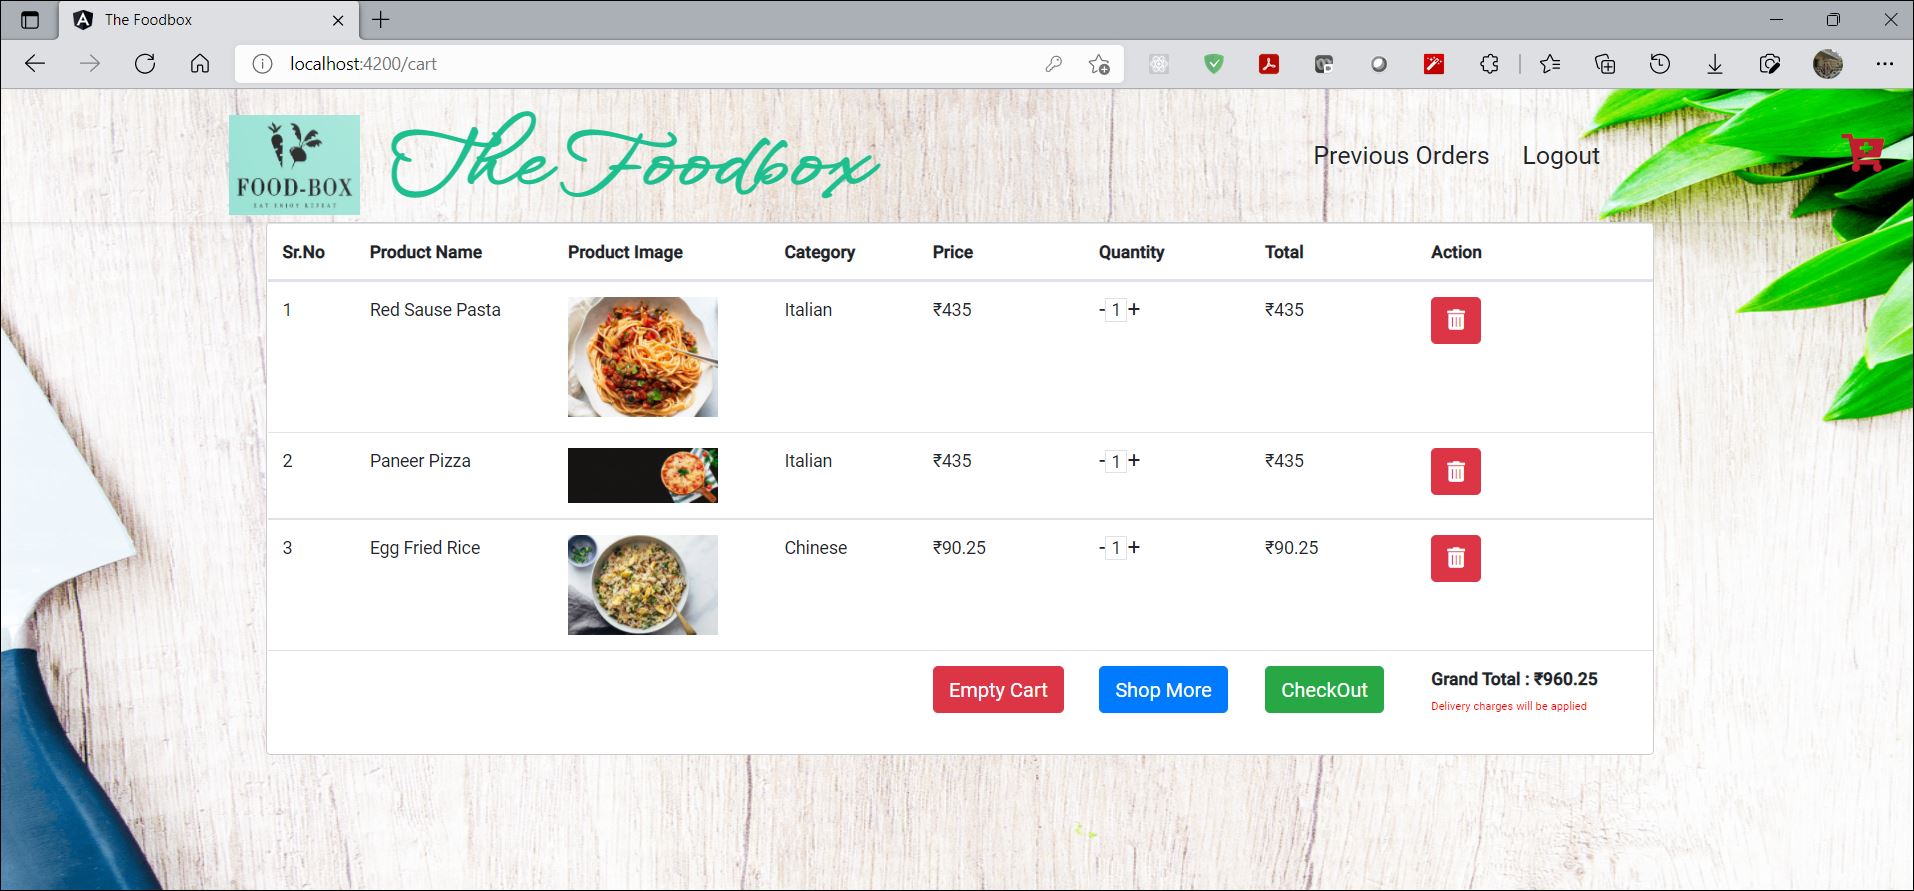 The Foodbox
localhost:4200/cart
FOOD-BOX
EAT ENJOY REPEAT
The Foodbox
Previous Orders Logout
Sr.No Product Name Product Image Category Price Quantity Total Action
1 Red Sause Pasta Italian ₹435 - 1 + ₹435
2 Paneer Pizza Italian ₹435 - 1 + ₹435
3 Egg Fried Rice Chinese ₹90.25 - 1 + ₹90.25
Empty Cart Shop More CheckOut Grand Total : ₹960.25
Delivery charges will be applied